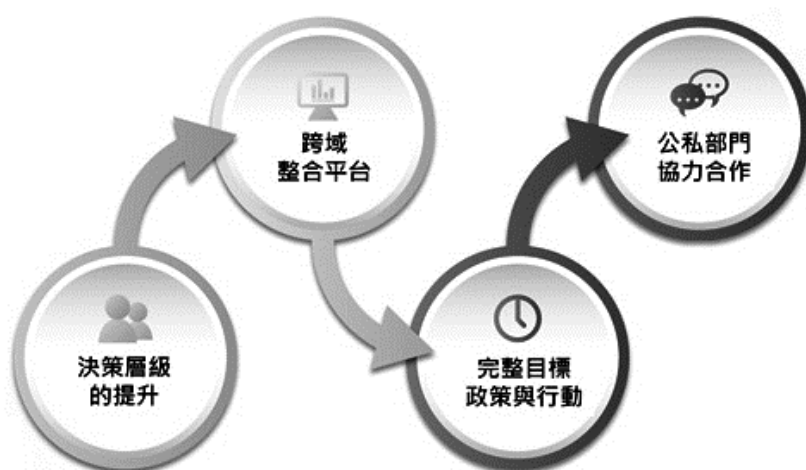 決策層級
的提升
跨域
整合平台
完整目標
政策與行動
公私部門
協力合作